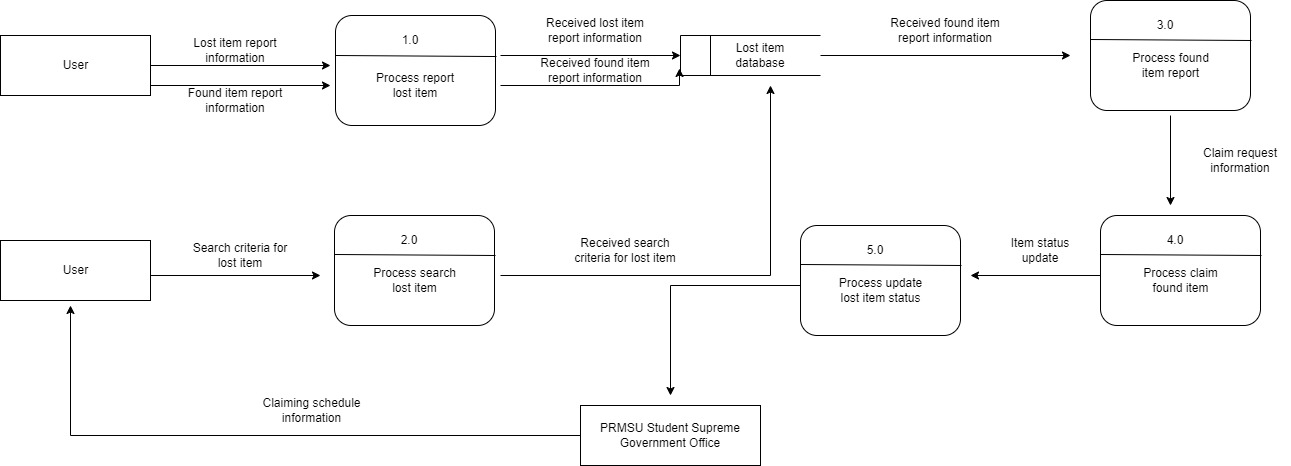 User
Lost item report
information
Found item report
information
1.0
Process report
lost item
Received lost item
report information
Received found item
report information
Lost item
database
Received found item
report information
3.0
Process found
item report
Claim request
information
User
Search criteria for
lost item
2.0
Process search
lost item
Received search
criteria for lost item
5.0
Process update
lost item status
Item status
update
4.0
Process claim
found item
Claiming schedule
information
PRMSU Student Supreme
Government Office